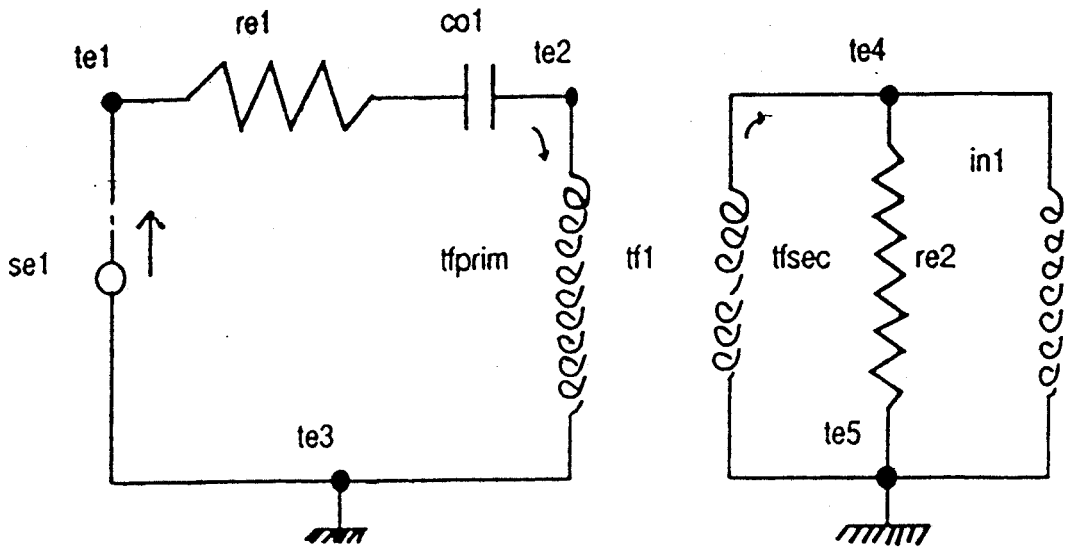 re1
co1
te1
te2
te4
in1
se1
tfprim
tf1
tfsec
re2
te3
te5